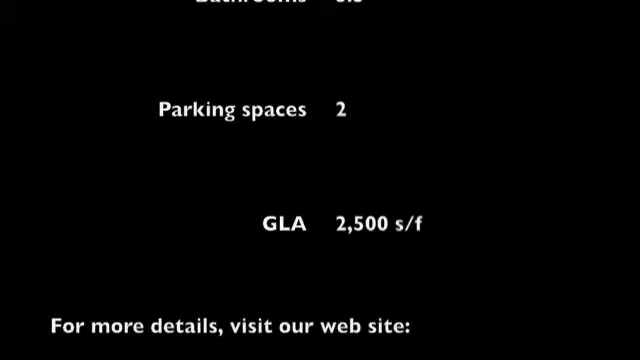 Parking spaces 2
GLA 2,500 s/f
For more details, visit our web site: